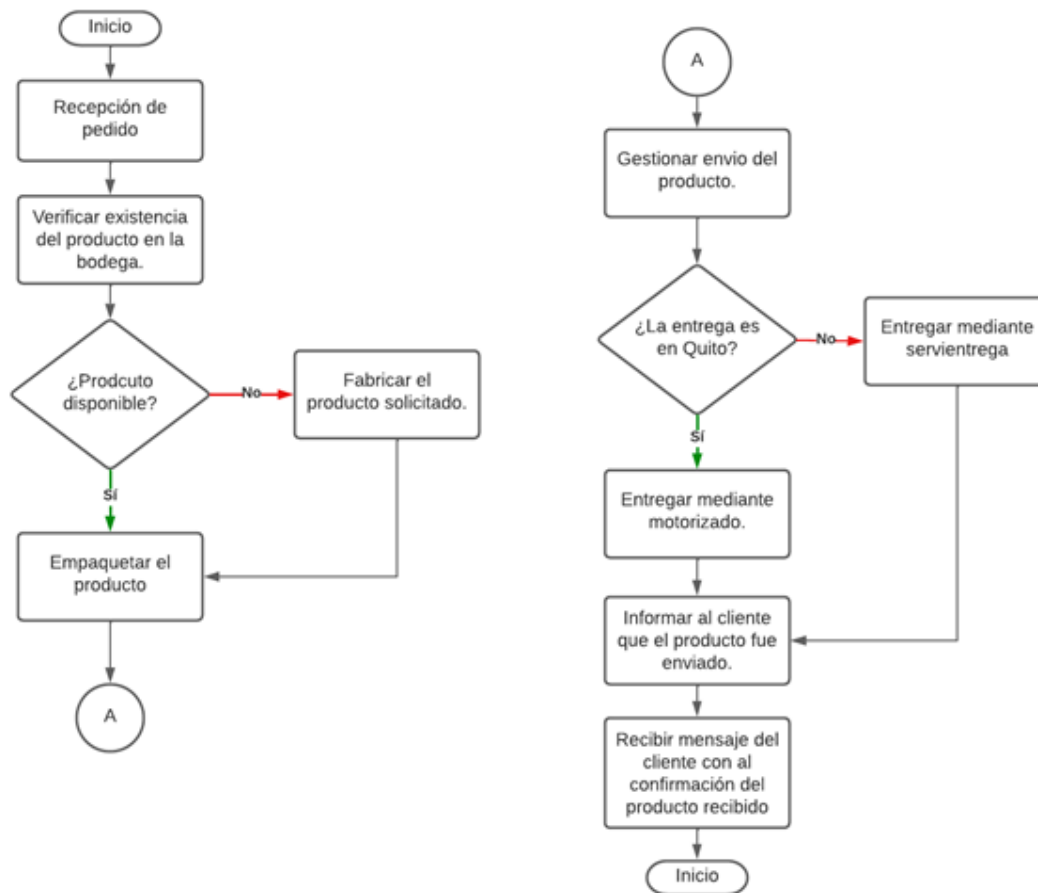 Inicio
Recepción de
pedido
Verificar existencia
del producto en la
bodega.
¿Prodcuto
disponible?
No
Fabricar el
producto solicitado.
Sí
Empaquetar el
producto
A
A
Gestionar envio del
producto.
¿La entrega es
en Quito?
No
Entregar mediante
servientrega
Sí
Entregar mediante
motorizado.
Informar al cliente
que el producto fue
enviado.
Recibir mensaje del
cliente con al
confirmación del
producto recibido
Inicio